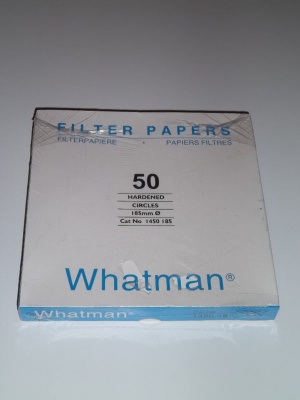 FILTER PAPERS
FILTERPAPIERE • PAPIERS FILTRES
50
HARDENED
CIRCLES
185mm Ø
Cat No 1450 185
Whatman®
Whatman®